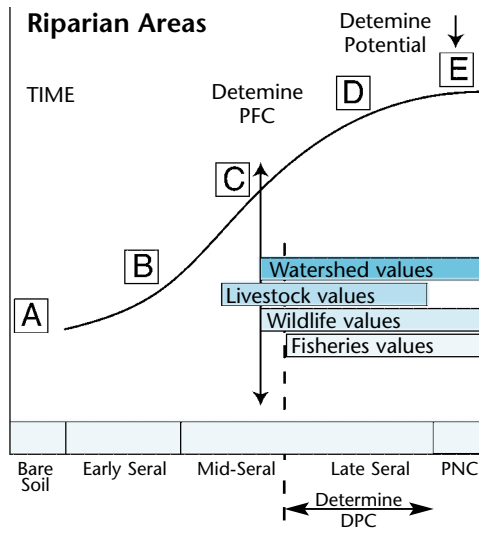 Riparian Areas
Detemine
Potential
E
TIME
Detemine
PFC
D
C
B
A
Watershed values
Livestock values
Wildlife values
Fisheries values
Bare
Soil
Early Seral
Mid-Seral
Late Seral
PNC
Determine
DPC